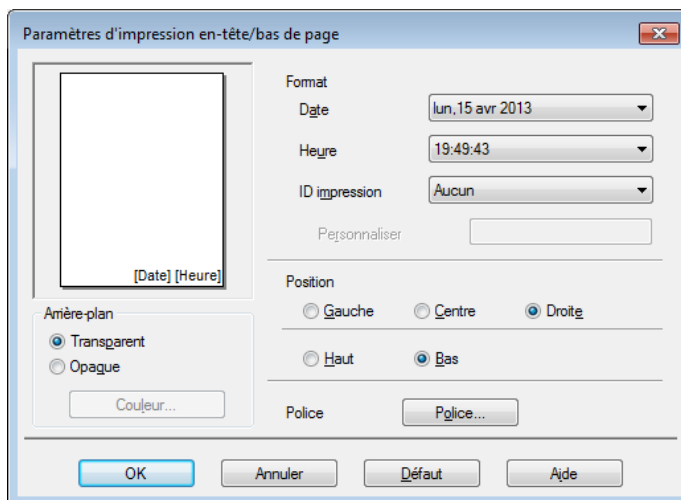 Paramètres d'impression en-tête/bas de page
[Date] [Heure]
Arrière-plan
Transparent
Opaque
Couleur...
Format
Date
lun,15 avr 2013
Heure
19:49:43
ID impression
Aucun
Personnaliser
Position
Gauche
Centre
Droite
Haut
Bas
Police
Police...
OK
Annuler
Défaut
Aide